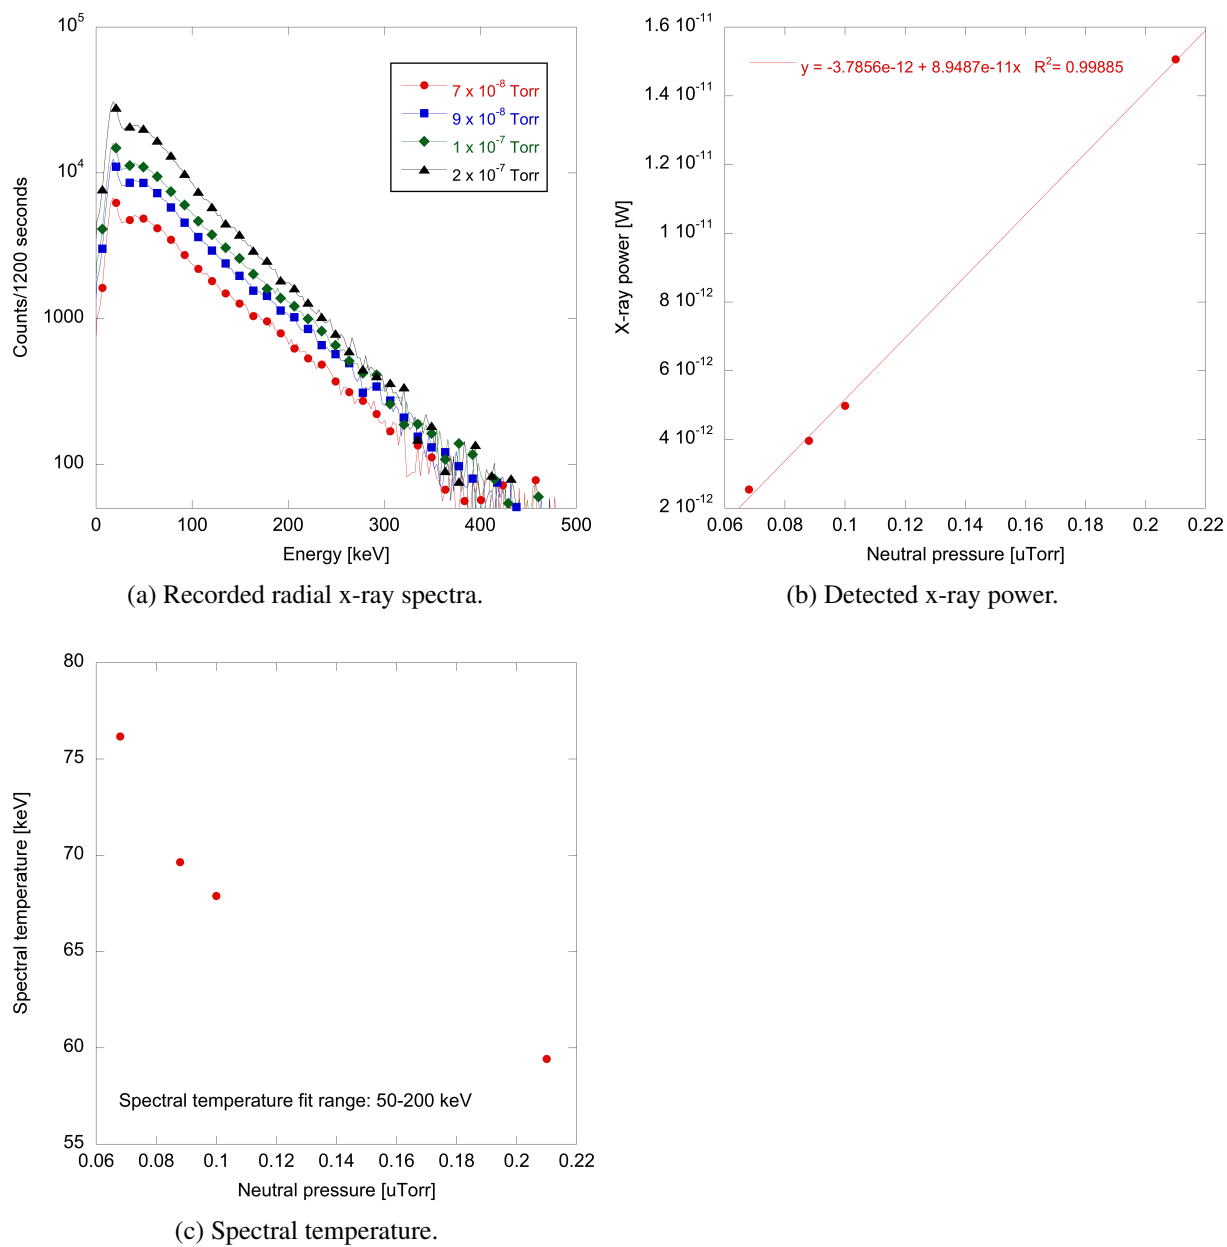 10^5
10^4
1000
100
Counts/1200 seconds
7 x 10^-8 Torr
9 x 10^-8 Torr
1 x 10^-7 Torr
2 x 10^-7 Torr
0 100 200 300 400 500
Energy [keV]
(a) Recorded radial x-ray spectra.
1.6 10^-11
1.4 10^-11
1.2 10^-11
1 10^-11
8 10^-12
6 10^-12
4 10^-12
2 10^-12
X-ray power [W]
y = -3.7856e-12 + 8.9487e-11x R^2= 0.99885
0.06 0.08 0.1 0.12 0.14 0.16 0.18 0.2 0.22
Neutral pressure [uTorr]
(b) Detected x-ray power.
80
75
70
65
60
55
Spectral temperature [keV]
Spectral temperature fit range: 50-200 keV
0.06 0.08 0.1 0.12 0.14 0.16 0.18 0.2 0.22
Neutral pressure [uTorr]
(c) Spectral temperature.